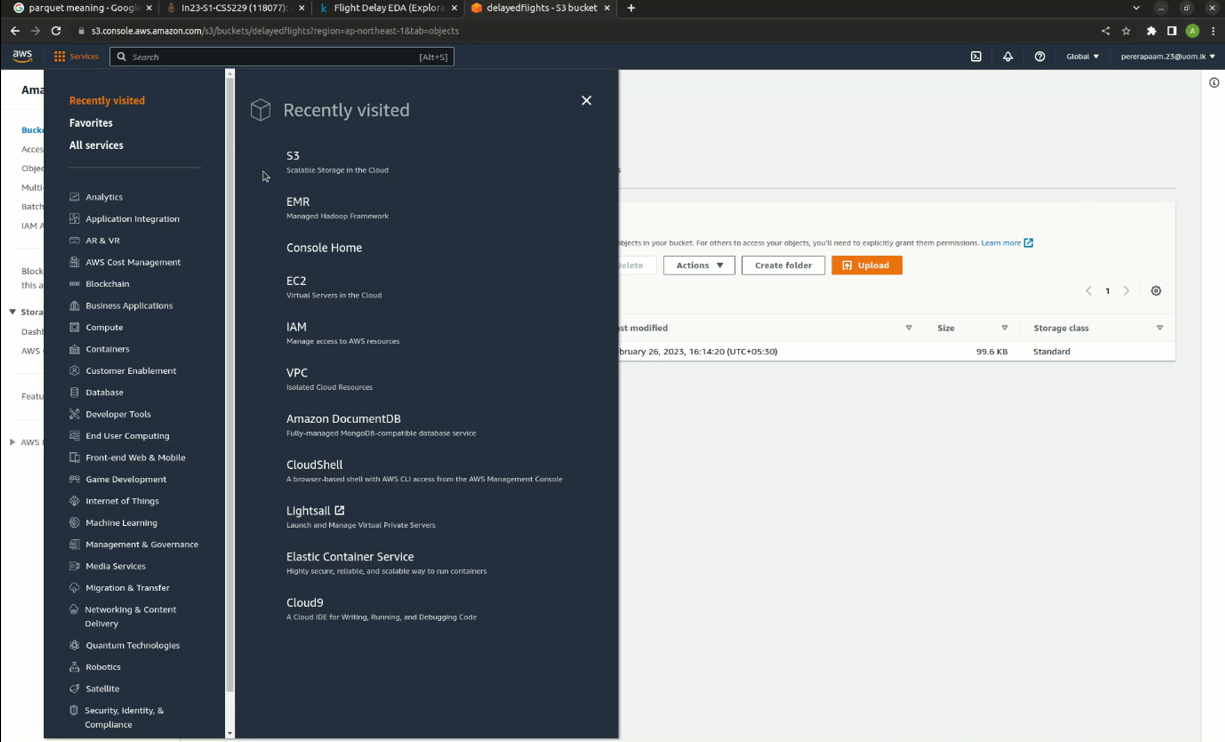 parquet meaning - Google
In23-S1-CS5229 (118077): A
Flight Delay EDA (Explora
delayedflights - S3 bucket
s3.console.aws.amazon.com/s3/buckets/delayedflights?region=ap-northeast-1&tab=objects
aws
Services
Search
[Alt+S]
Global
pererapaam.23@uom.lk
Ama
Bucke
Acces
Objec
Multi-
Batch
IAM A
Block
this a
Stora
Dashb
AWS
Featu
AWS M
Recently visited
Favorites
All services
Analytics
Application Integration
AR & VR
AWS Cost Management
Blockchain
Business Applications
Compute
Containers
Customer Enablement
Database
Developer Tools
End User Computing
Front-end Web & Mobile
Game Development
Internet of Things
Machine Learning
Management & Governance
Media Services
Migration & Transfer
Networking & Content
Delivery
Quantum Technologies
Robotics
Satellite
Security, Identity, &
Compliance
Recently visited
S3
Scalable Storage in the Cloud
EMR
Managed Hadoop Framework
Console Home
EC2
Virtual Servers in the Cloud
IAM
Manage access to AWS resources
VPC
Isolated Cloud Resources
Amazon DocumentDB
Fully-managed MongoDB-compatible database service
CloudShell
A browser-based shell with AWS CLI access from the AWS Management Console
Lightsail
Launch and Manage Virtual Private Servers
Elastic Container Service
Highly secure, reliable, and scalable way to run containers
Cloud9
A Cloud IDE for Writing, Running, and Debugging Code
objects in your bucket. For others to access your objects, you'll need to explicitly grant them permissions. Learn more
Delete
Actions
Create folder
Upload
1
ast modified
Size
Storage class
bruary 26, 2023, 16:14:20 (UTC+05:30)
99.6 KB
Standard